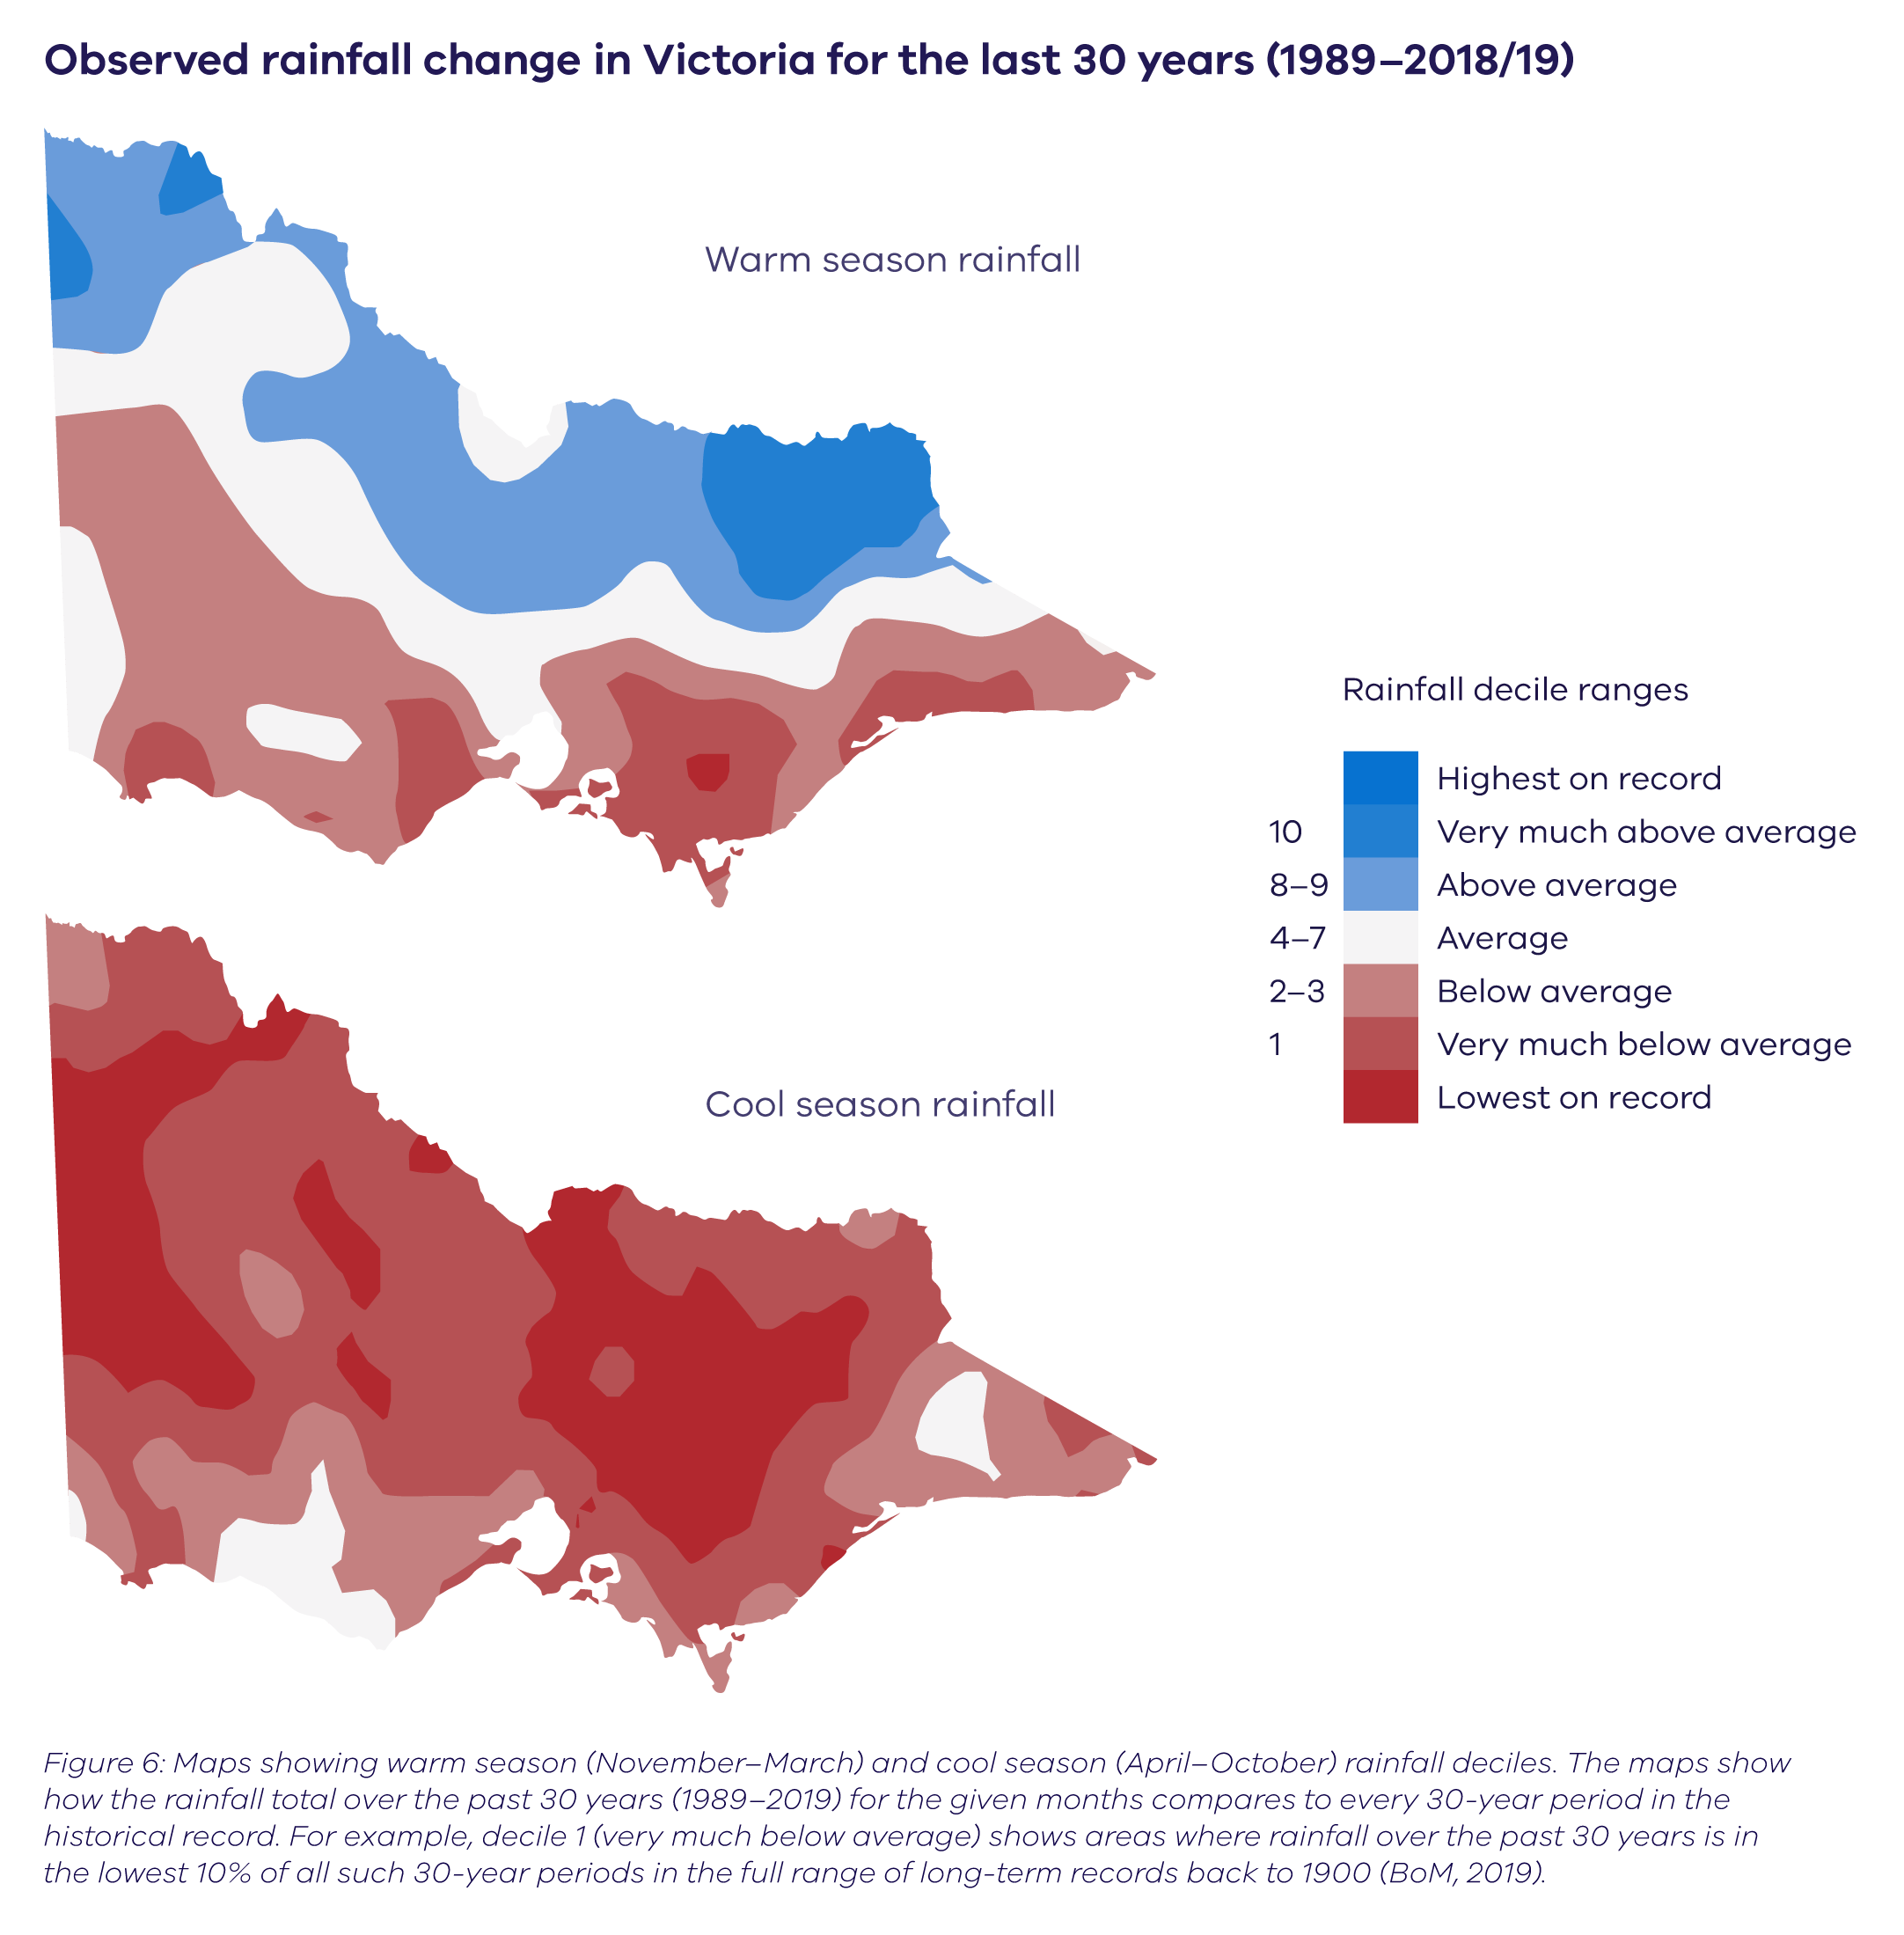 Observed rainfall change in Victoria for the last 30 years (1989–2018/19)
Warm season rainfall
Rainfall decile ranges
Highest on record
10 Very much above average
8–9 Above average
4–7 Average
2–3 Below average
1 Very much below average
Lowest on record
Cool season rainfall
Figure 6: Maps showing warm season (November–March) and cool season (April–October) rainfall deciles. The maps show
how the rainfall total over the past 30 years (1989–2019) for the given months compares to every 30-year period in the
historical record. For example, decile 1 (very much below average) shows areas where rainfall over the past 30 years is in
the lowest 10% of all such 30-year periods in the full range of long-term records back to 1900 (BoM, 2019).